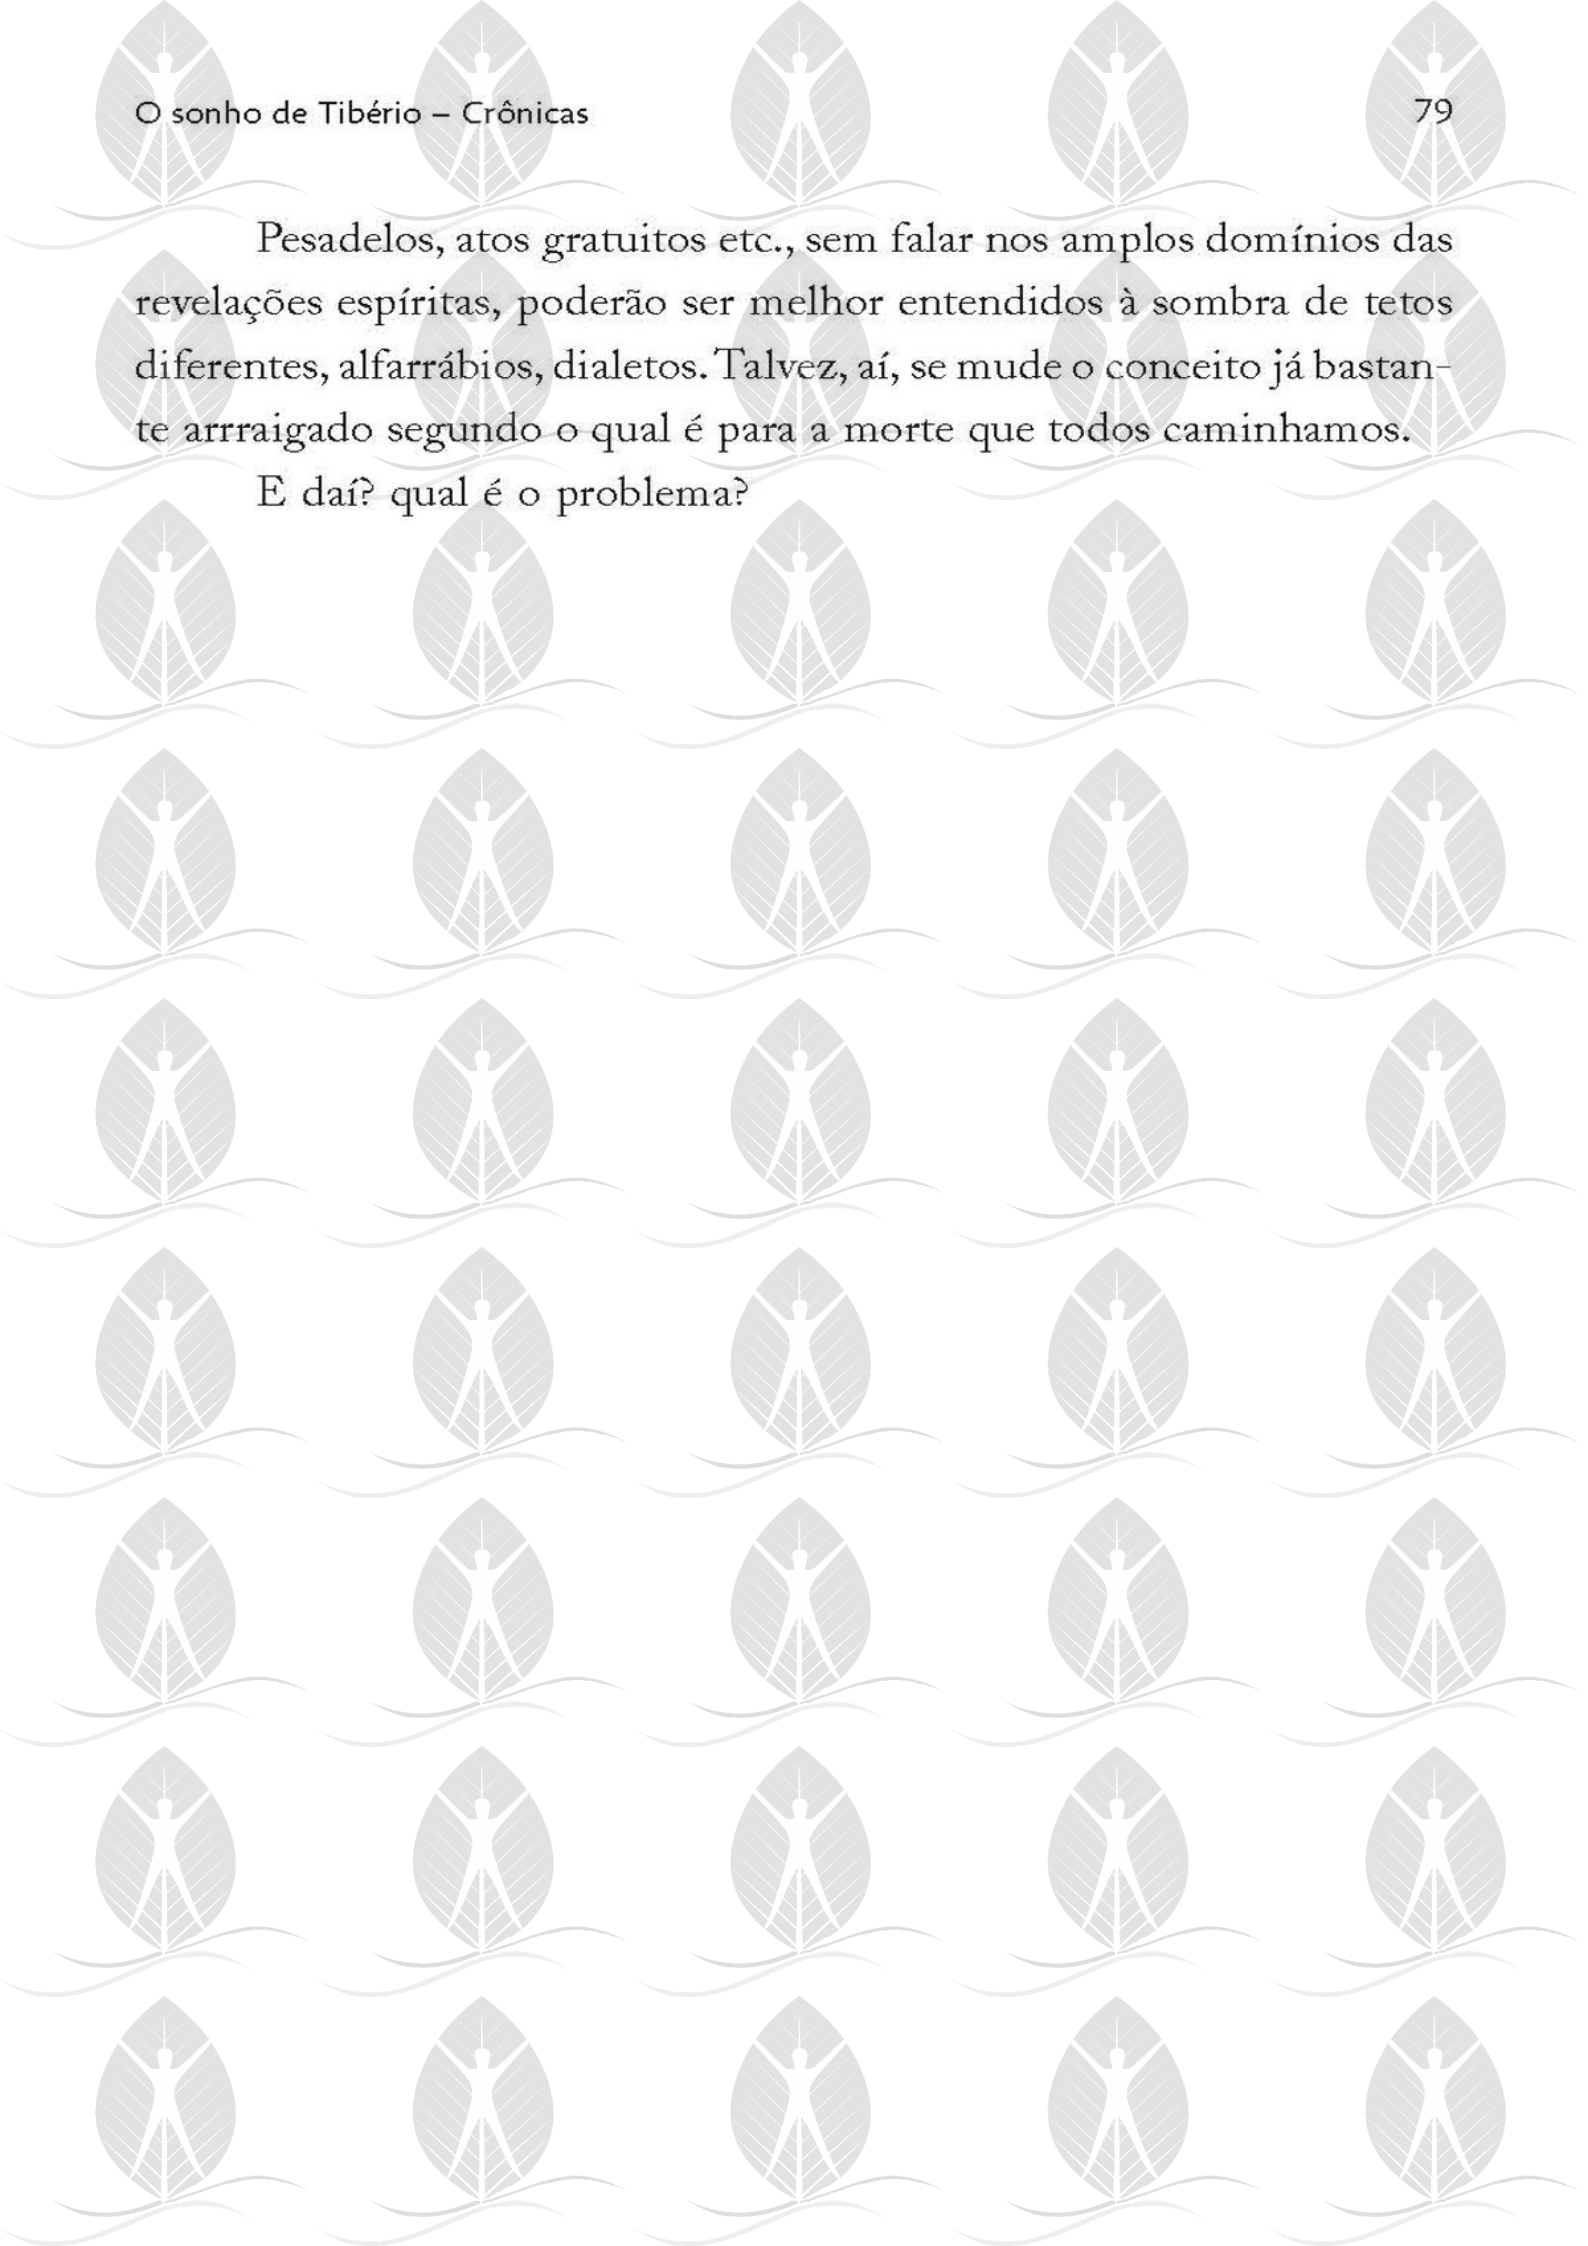 O sonho de Tibério – Crônicas 79
Pesadelos, atos gratuitos etc., sem falar nos amplos domínios das
revelações espíritas, poderão ser melhor entendidos à sombra de tetos
diferentes, alfarrábios, dialetos. Talvez, aí, se mude o conceito já bastan-
te arrraigado segundo o qual é para a morte que todos caminhamos.
E daí? qual é o problema?